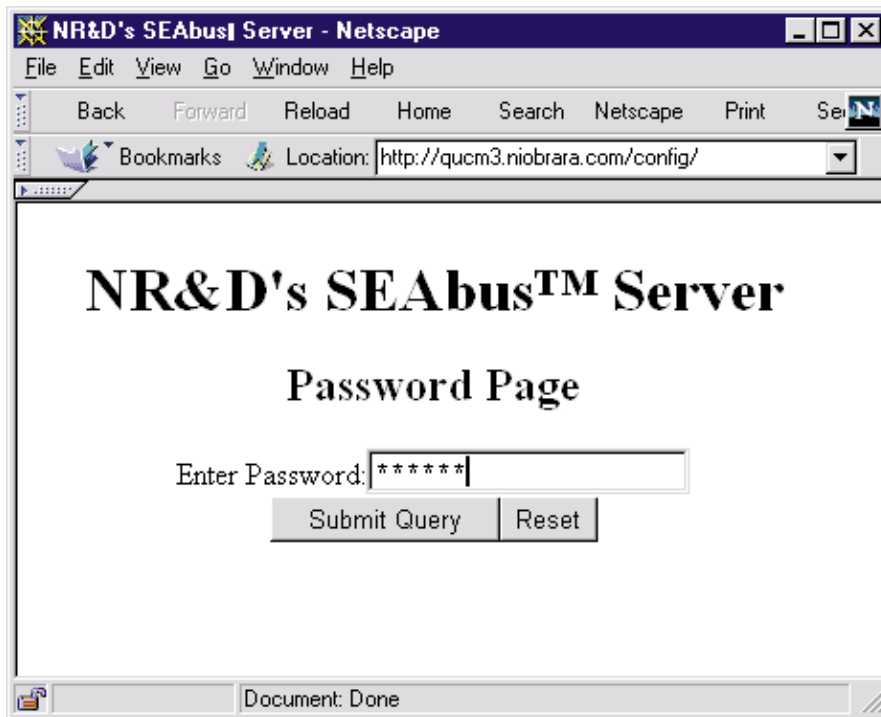 NR&D's SEAbus Server - Netscape
File Edit View Go Window Help
Back Forward Reload Home Search Netscape Print
Bookmarks Location: http://qucm3.niobrara.com/config/
NR&D's SEAbus™ Server
Password Page
Enter Password: ******
Submit Query Reset
Document: Done